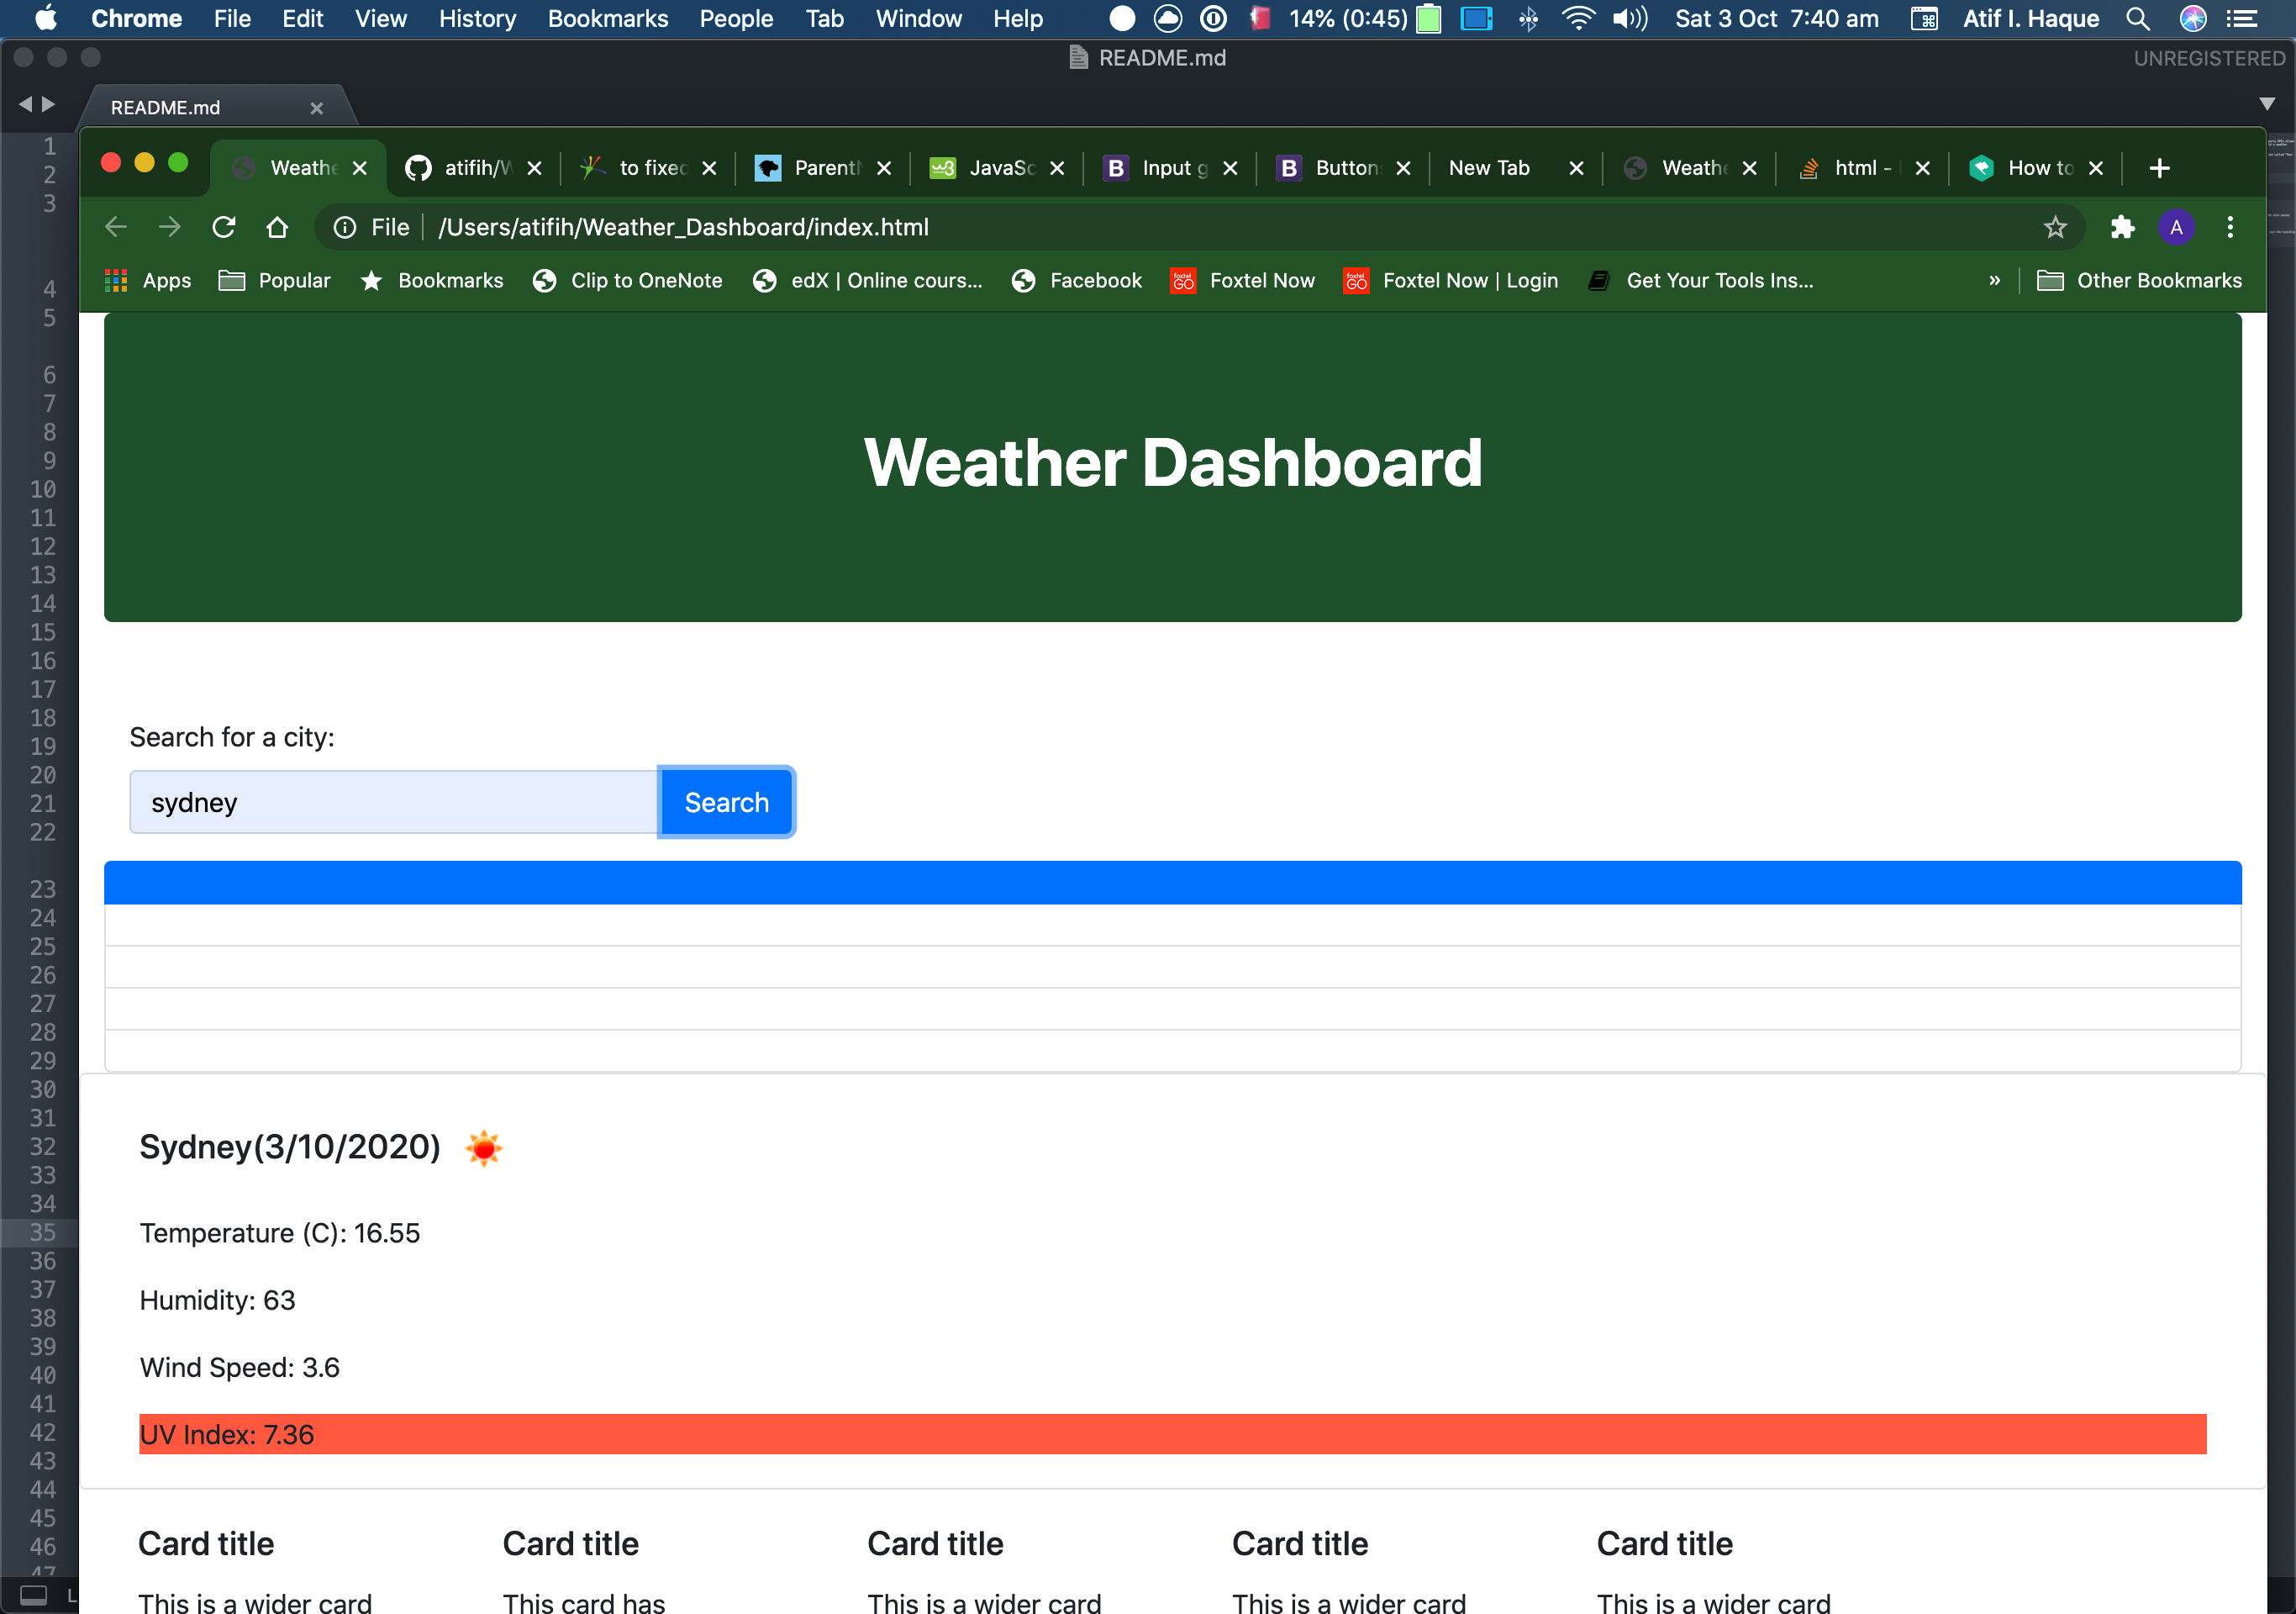 Chrome File Edit View History Bookmarks People Tab Window Help 14% (0:45) Sat 3 Oct 7:40 am Atif I. Haque
README.md UNREGISTERED
README.md
Weathe atifih/W to fixed ParentN JavaSc Input g Button New Tab Weathe html - How to
File /Users/atifih/Weather_Dashboard/index.html A
Apps Popular Bookmarks Clip to OneNote edX | Online cours... Facebook Foxtel Now Foxtel Now | Login Get Your Tools Ins... » Other Bookmarks
Weather Dashboard
Search for a city:
sydney Search
Sydney(3/10/2020)
Temperature (C): 16.55
Humidity: 63
Wind Speed: 3.6
UV Index: 7.36
Card title Card title Card title Card title Card title
This is a wider card This card has This is a wider card This is a wider card This is a wider card
1
2
3
4
5
6
7
8
9
10
11
12
13
14
15
16
17
18
19
20
21
22
23
24
25
26
27
28
29
30
31
32
33
34
35
36
37
38
39
40
41
42
43
44
45
46
47
L